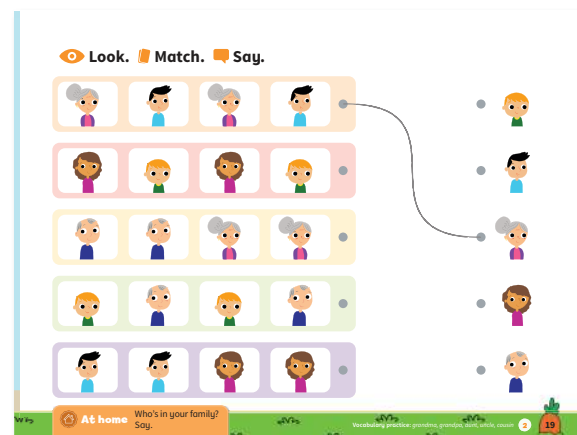 Look. Match. Say.
At home Who's in your family?
Say.
Vocabulary practice: grandma, grandpa, aunt, uncle, cousin 2 19